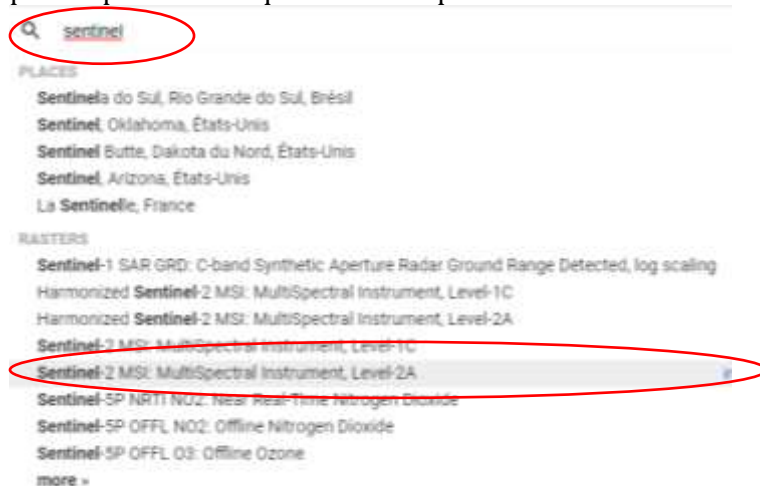 sentinel
PLACES
Sentinela do Sul, Rio Grande do Sul, Brésil
Sentinel, Oklahoma, États-Unis
Sentinel Butte, Dakota du Nord, États-Unis
Sentinel, Arizona, États-Unis
La Sentinelle, France
RASTERS
Sentinel-1 SAR GRD: C-band Synthetic Aperture Radar Ground Range Detected, log scaling
Harmonized Sentinel-2 MSI: MultiSpectral Instrument, Level-1C
Harmonized Sentinel-2 MSI: MultiSpectral Instrument, Level-2A
Sentinel-2 MSI: MultiSpectral Instrument, Level-1C
Sentinel-2 MSI: MultiSpectral Instrument, Level-2A
Sentinel-5P NRTI NO2: Near Real-Time Nitrogen Dioxide
Sentinel-5P OFFL NO2: Offline Nitrogen Dioxide
Sentinel-5P OFFL O3: Offline Ozone
more »